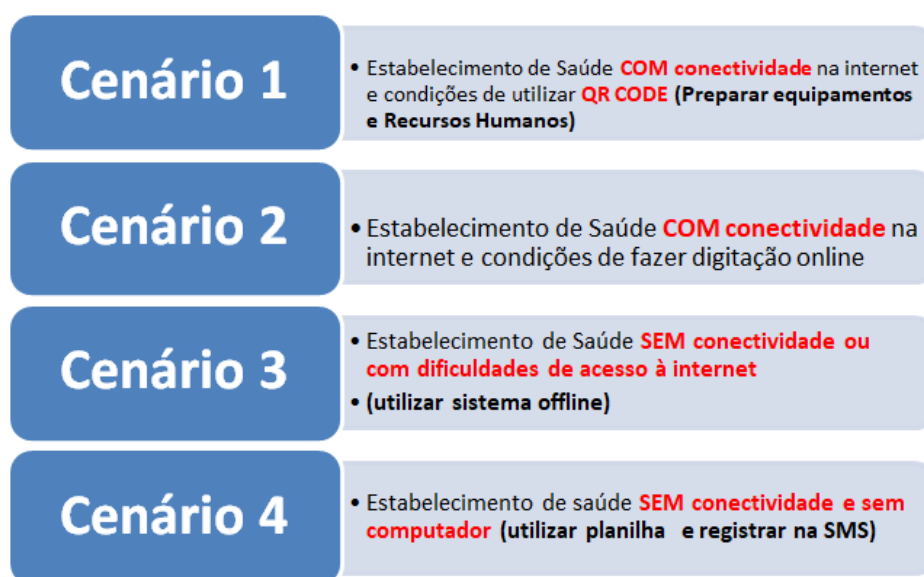 Cenário 1
• Estabelecimento de Saúde COM conectividade na internet
e condições de utilizar QR CODE (Preparar equipamentos
e Recursos Humanos)
Cenário 2
• Estabelecimento de Saúde COM conectividade na
internet e condições de fazer digitação online
Cenário 3
• Estabelecimento de Saúde SEM conectividade ou
com dificuldades de acesso à internet
• (utilizar sistema offline)
Cenário 4
• Estabelecimento de saúde SEM conectividade e sem
computador (utilizar planilha e registrar na SMS)